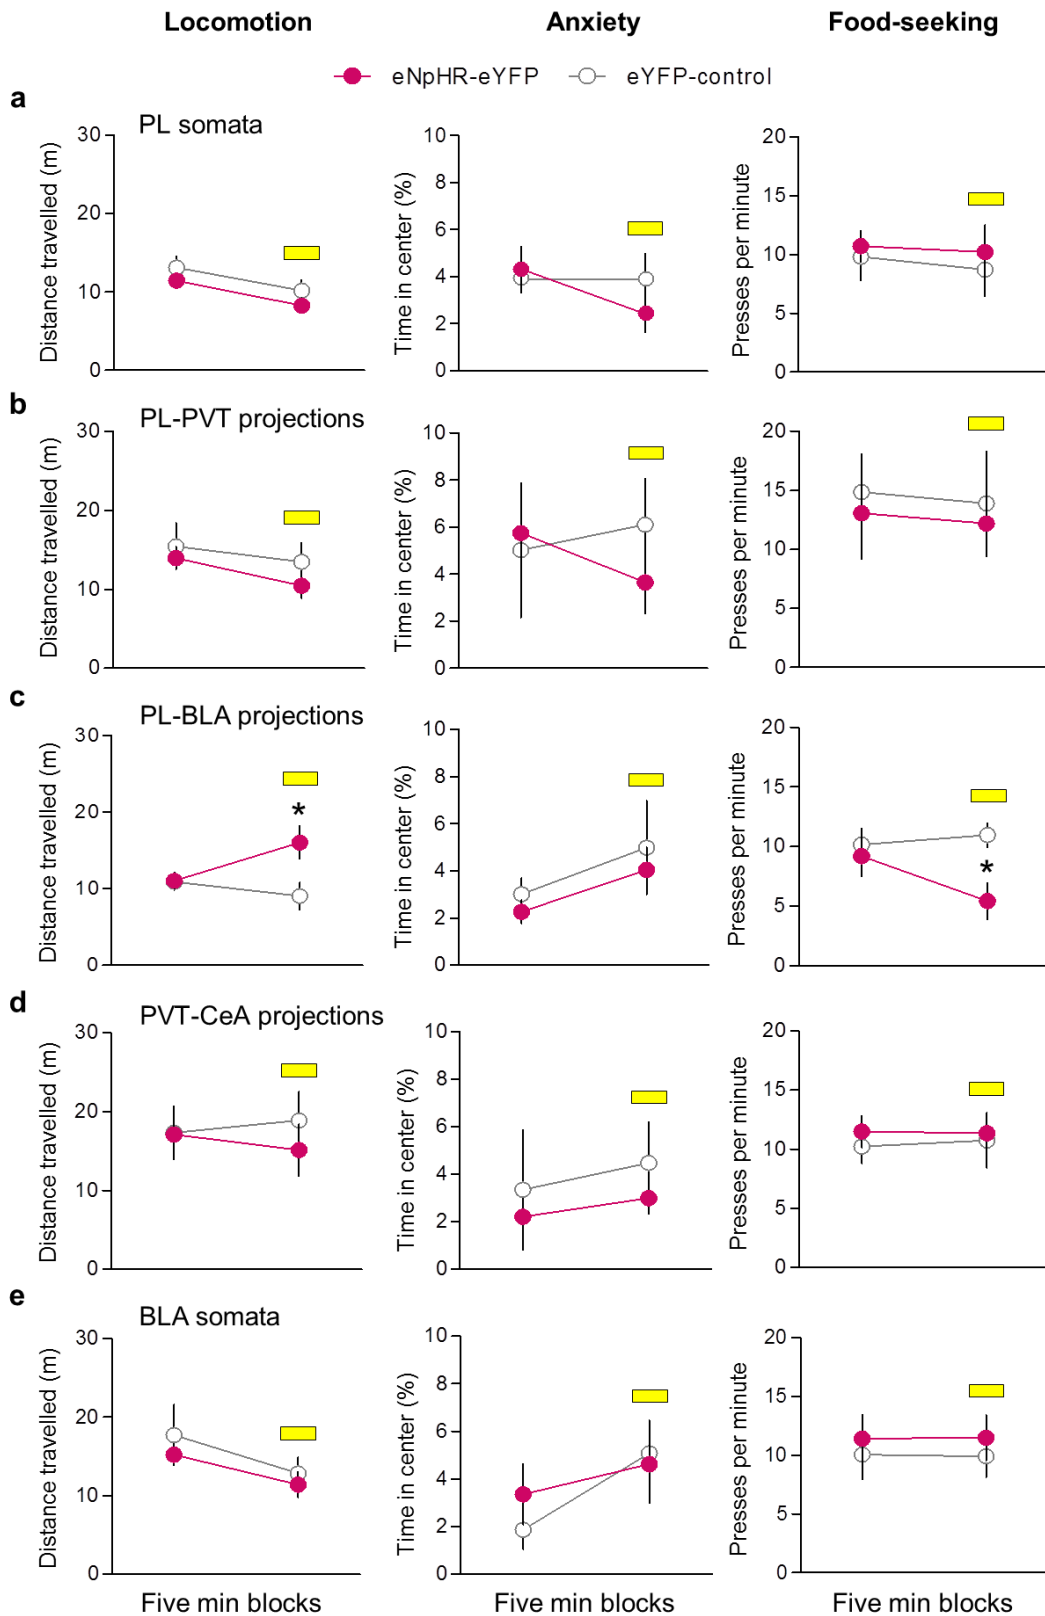 Locomotion Anxiety Food-seeking
eNpHR-eYFP eYFP-control
a
PL somata
Distance travelled (m)
30
20
10
0
Time in center (%)
10
8
6
4
2
0
Presses per minute
20
15
10
5
0
b
PL-PVT projections
Distance travelled (m)
30
20
10
0
Time in center (%)
10
8
6
4
2
0
Presses per minute
20
15
10
5
0
c
PL-BLA projections
Distance travelled (m)
30
20
10
0
*
Time in center (%)
10
8
6
4
2
0
Presses per minute
20
15
10
5
0
*
d
PVT-CeA projections
Distance travelled (m)
30
20
10
0
Time in center (%)
10
8
6
4
2
0
Presses per minute
20
15
10
5
0
e
BLA somata
Distance travelled (m)
30
20
10
0
Time in center (%)
10
8
6
4
2
0
Presses per minute
20
15
10
5
0
Five min blocks Five min blocks Five min blocks